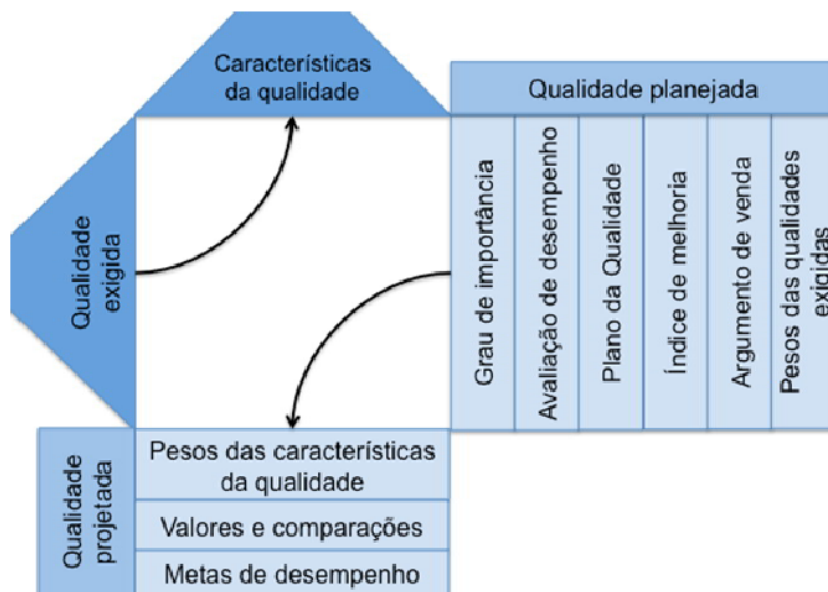 Características
da qualidade
Qualidade planejada
Qualidade
exigida
Grau de importância
Avaliação de desempenho
Plano da Qualidade
Índice de melhoria
Argumento de venda
Pesos das qualidades
exigidas
Qualidade
projetada
Pesos das características
da qualidade
Valores e comparações
Metas de desempenho